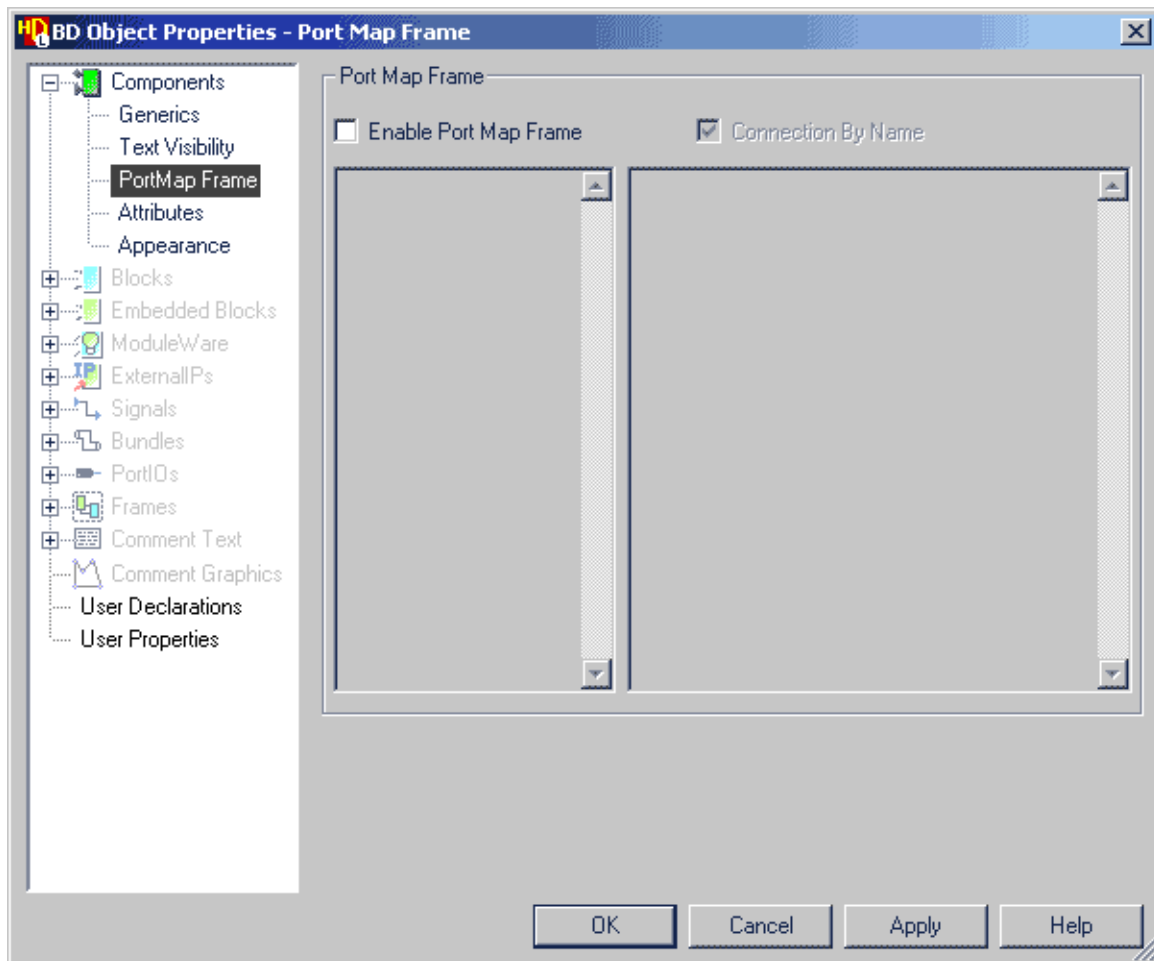 HDL BD Object Properties - Port Map Frame
Components
Generics
Text Visibility
PortMap Frame
Attributes
Appearance
Blocks
Embedded Blocks
ModuleWare
IP ExternalIPs
Signals
Bundles
PortIOs
Frames
Comment Text
Comment Graphics
User Declarations
User Properties
Port Map Frame
Enable Port Map Frame
Connection By Name
OK
Cancel
Apply
Help